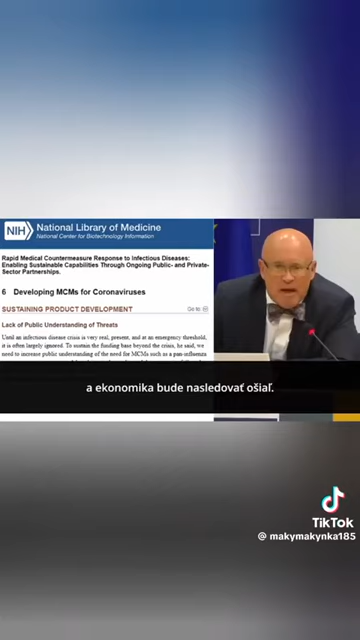 NIH
National Library of Medicine
National Center for Biotechnology Information
Rapid Medical Countermeasure Response to Infectious Diseases:
Enabling Sustainable Capabilities Through Ongoing Public- and Private-
Sector Partnerships.
6 Developing MCMs for Coronaviruses
SUSTAINING PRODUCT DEVELOPMENT
Go to:
Lack of Public Understanding of Threats
Until an infectious disease crisis is very real, present, and at an emergency threshold,
it is often largely ignored. To sustain the funding base beyond the crisis, he said, we
need to increase public understanding of the need for MCMs such as a pan-influenza
a ekonomika bude nasledovať ošiaľ.
TikTok
@ makymakynka185